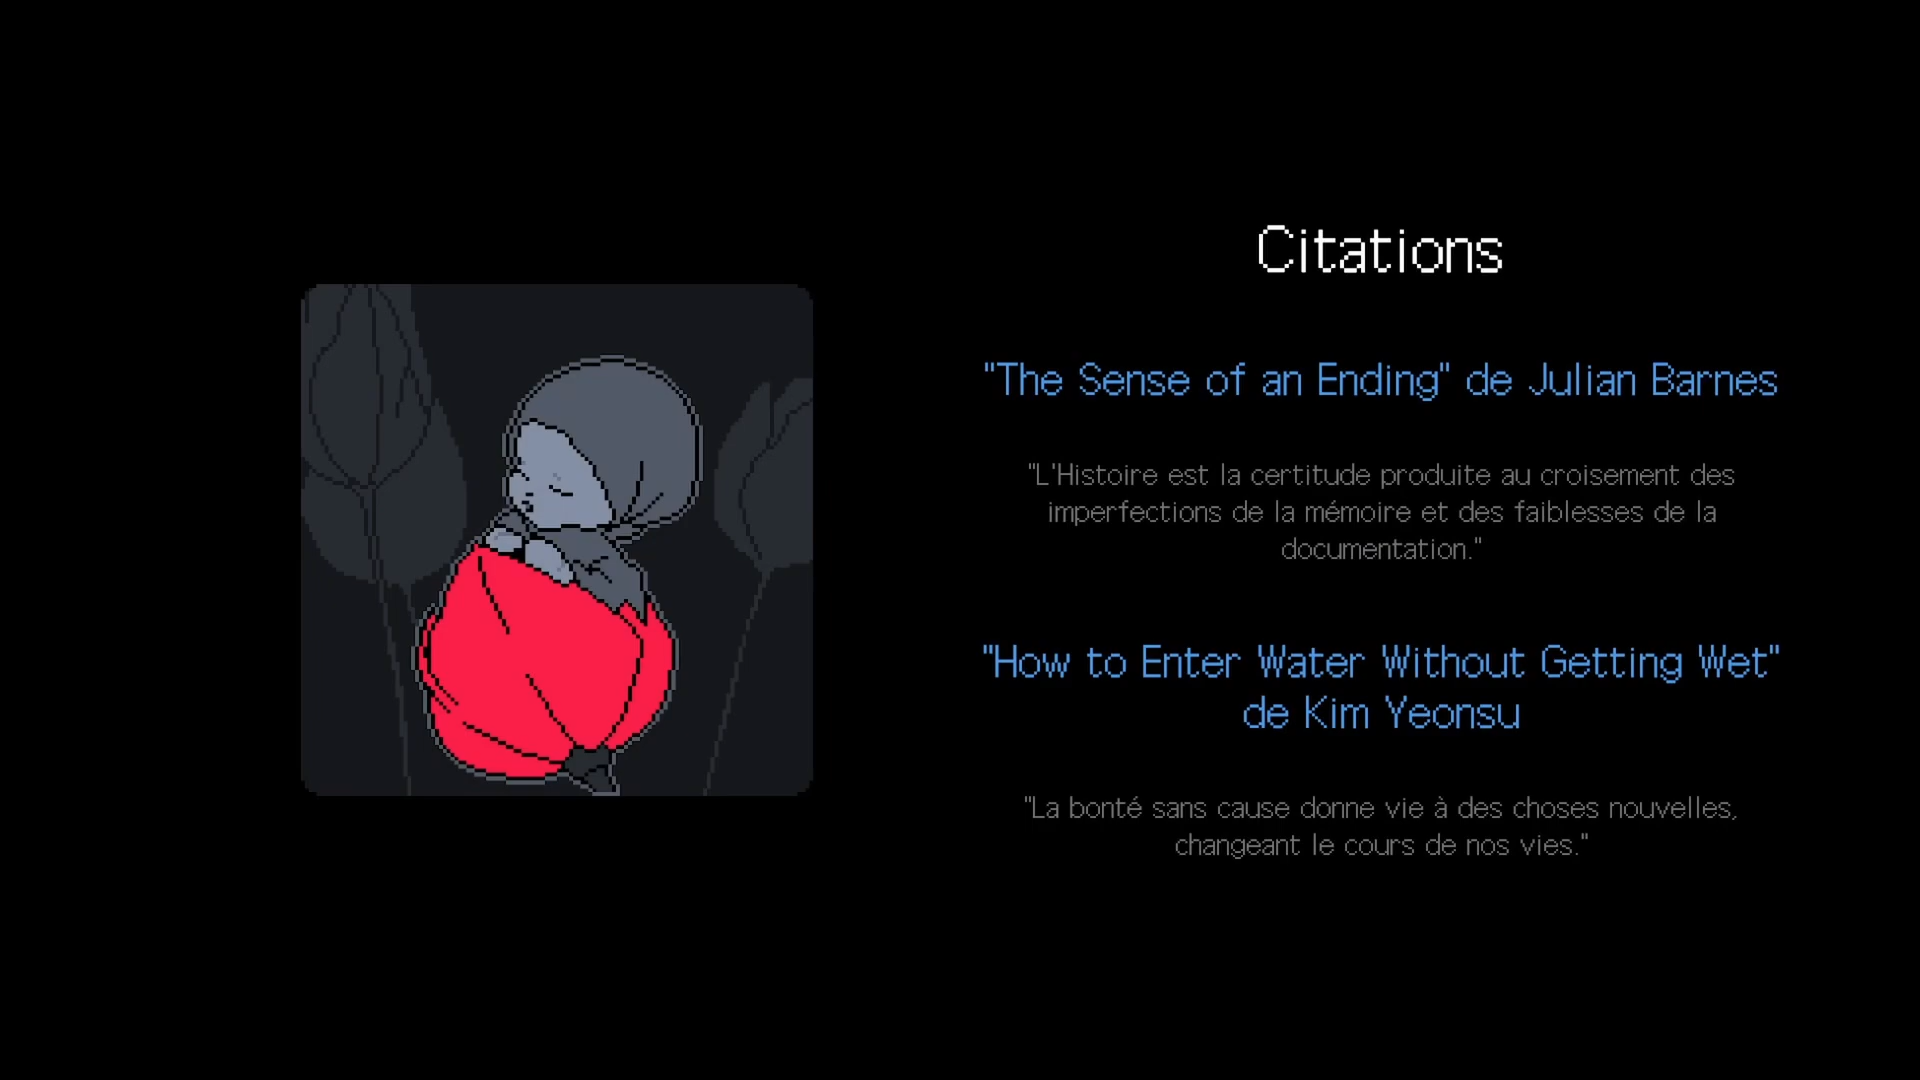 Citations
"The Sense of an Ending" de Julian Barnes
"L'Histoire est la certitude produite au croisement des
imperfections de la mémoire et des faiblesses de la
documentation."
"How to Enter Water Without Getting Wet"
de Kim Yeonsu
"La bonté sans cause donne vie à des choses nouvelles,
changeant le cours de nos vies."